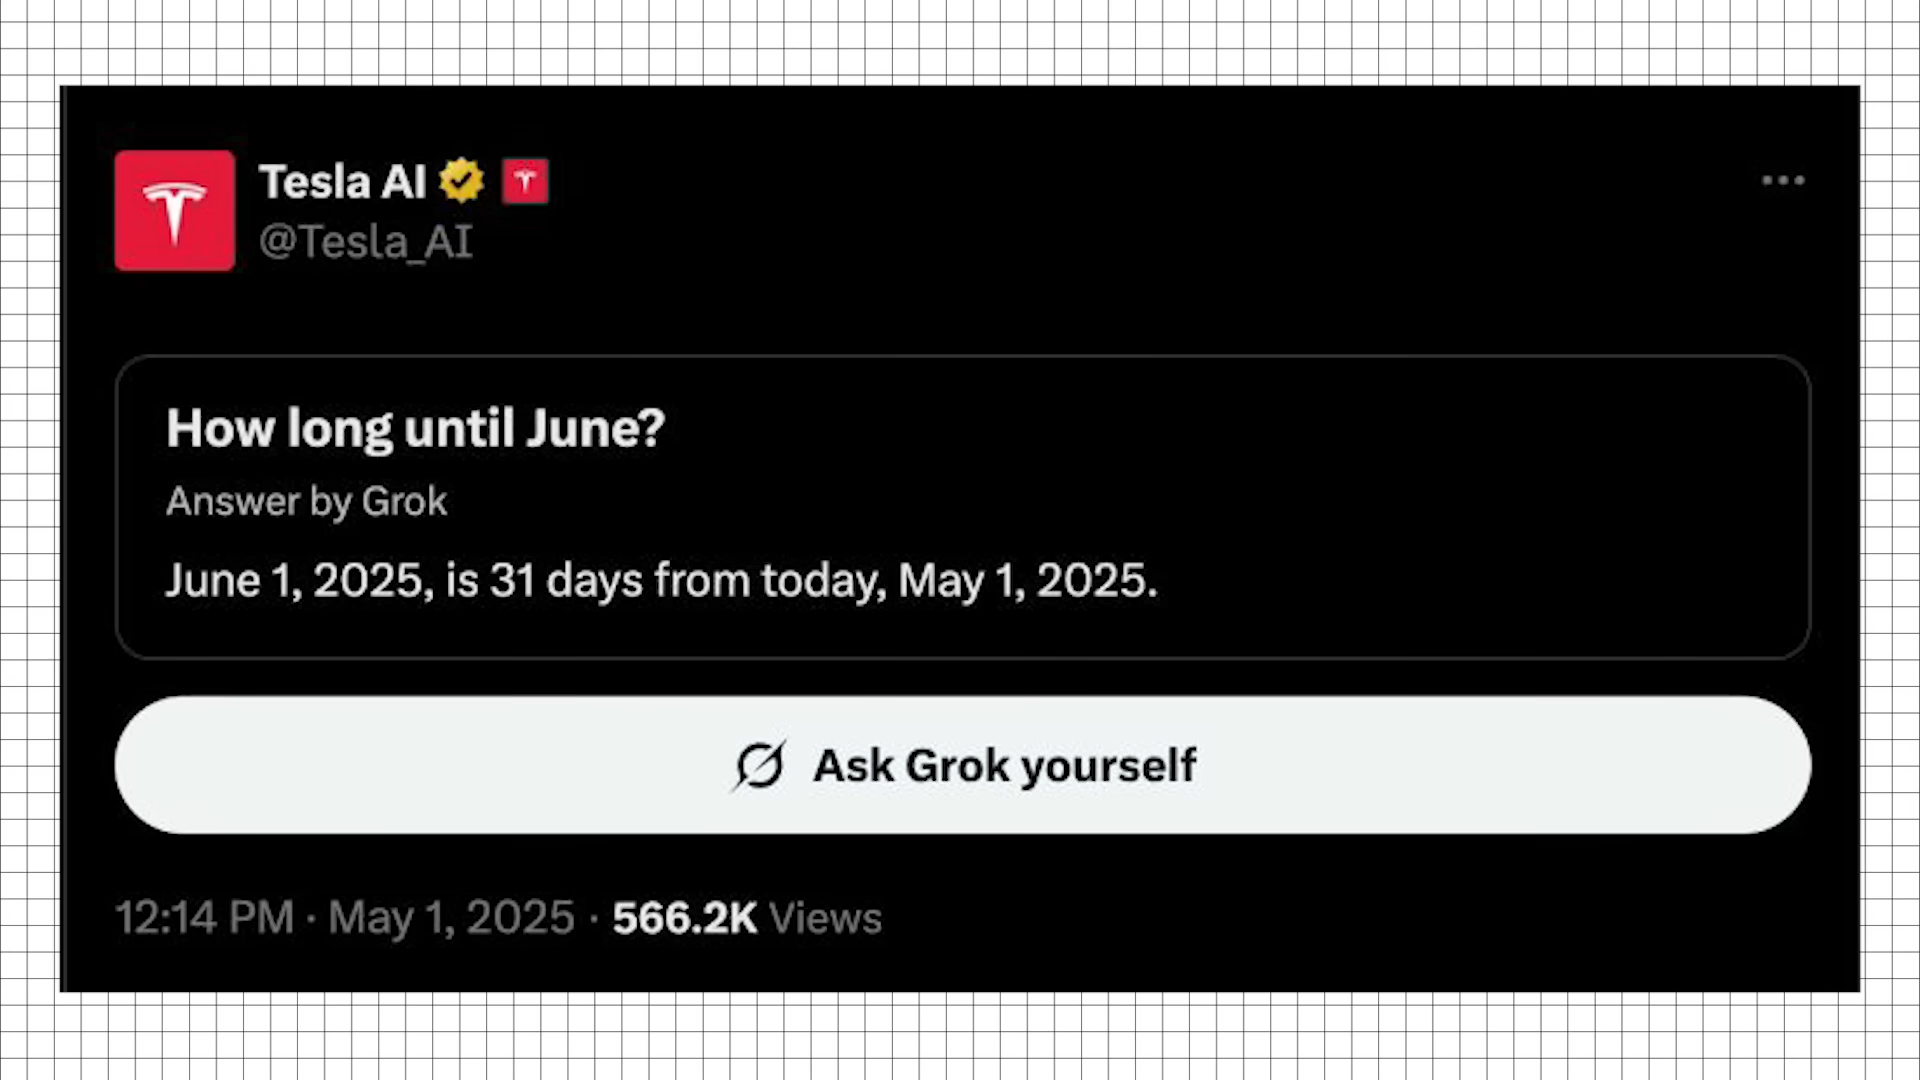 Tesla AI
@Tesla_AI
How long until June?
Answer by Grok
June 1, 2025, is 31 days from today, May 1, 2025.
Ask Grok yourself
12:14 PM · May 1, 2025 · 566.2K Views